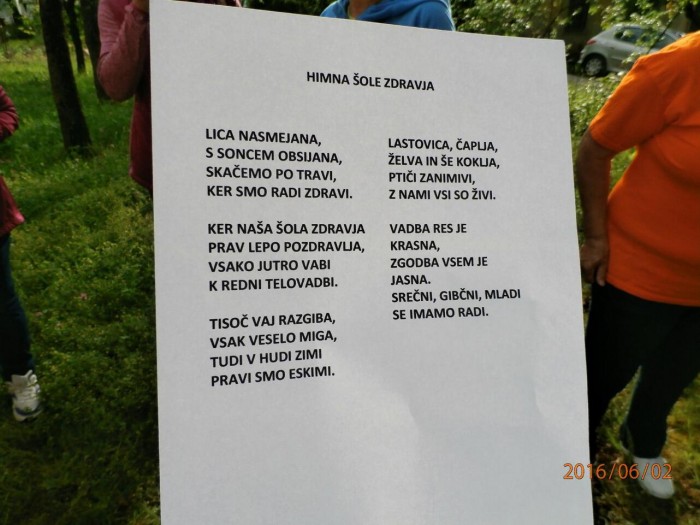 HIMNA ŠOLE ZDRAVJA
LICA NASMEJANA,
S SONCEM OBSIJANA,
SKAČEMO PO TRAVI,
KER SMO RADI ZDRAVI.
KER NAŠA ŠOLA ZDRAVJA
PRAV LEPO POZDRAVLJA,
VSAKO JUTRO VABI
K REDNI TELOVADBI.
TISOČ VAJ RAZGIBA,
VSAK VESELO MIGA,
TUDI V HUDI ZIMI
PRAVI SMO ESKIMI.
LASTOVICA, ČAPLJA,
ŽELVA IN ŠE KOKLJA,
PTIČI ZANIMIVI,
Z NAMI VSI SO ŽIVI.
VADBA RES JE
KRASNA,
ZGODBA VSEM JE
JASNA.
SREČNI, GIBČNI, MLADI
SE IMAMO RADI.
2016/06/02